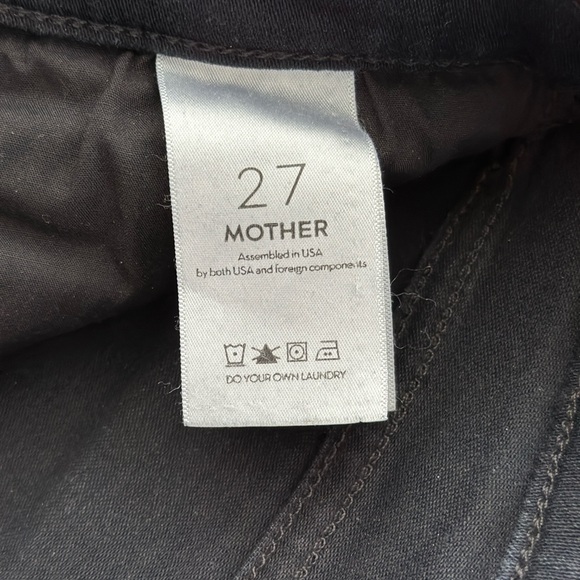 27
MOTHER
Assembled in USA
by both USA and foreign components
DO YOUR OWN LAUNDRY